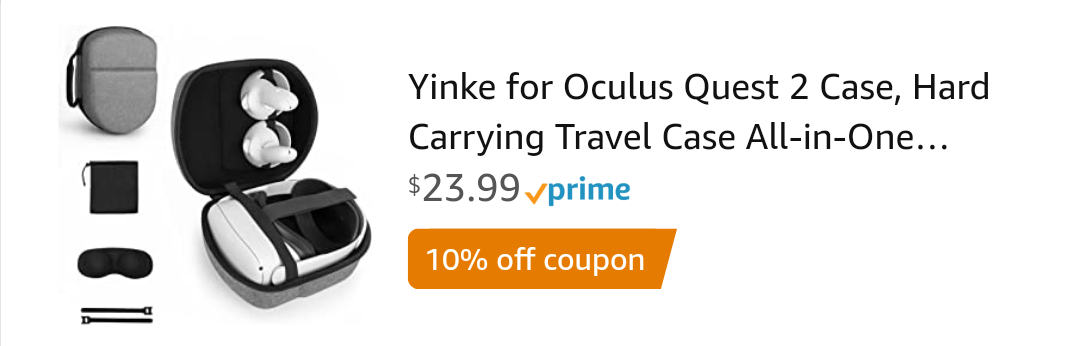 Yinke for Oculus Quest 2 Case, Hard
Carrying Travel Case All-in-One...
$23.99 prime
10% off coupon